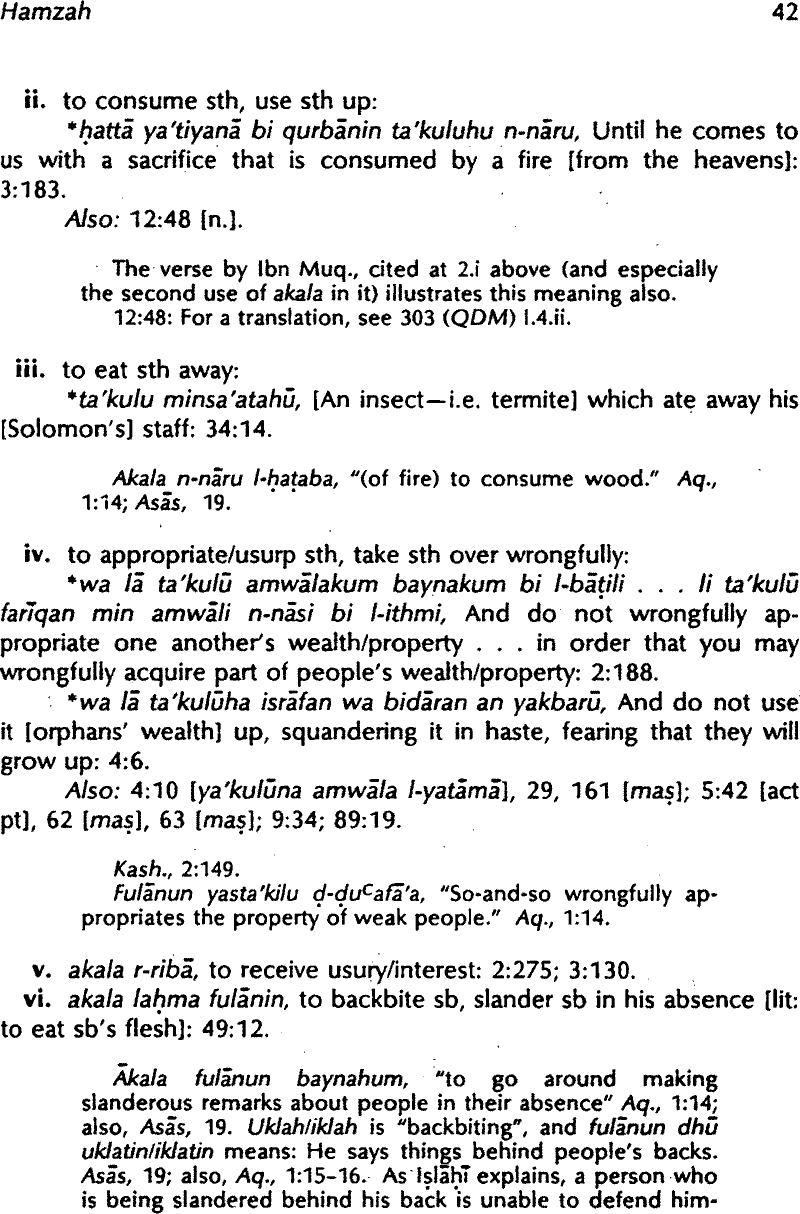 Hamzah 42
ii. to consume sth, use sth up:
*ḥattā ya'tiyanā bi qurbānin ta'kuluhu n-nāru, Until he comes to
us with a sacrifice that is consumed by a fire [from the heavens]:
3:183.
Also: 12:48 [n.].
The verse by Ibn Muq., cited at 2.i above (and especially
the second use of akala in it) illustrates this meaning also.
12:48: For a translation, see 303 (QDM) I.4.ii.
iii. to eat sth away:
*ta'kulu minsa'atahū, [An insect—i.e. termite] which ate away his
[Solomon's] staff: 34:14.
Akala n-nāru l-ḥaṭaba, "(of fire) to consume wood." Aq.,
1:14; Asās, 19.
iv. to appropriate/usurp sth, take sth over wrongfully:
*wa lā ta'kulū amwālakum baynakum bi l-bāṭili . . . li ta'kulū
farīqan min amwāli n-nāsi bi l-ithmi, And do not wrongfully ap-
propriate one another's wealth/property . . . in order that you may
wrongfully acquire part of people's wealth/property: 2:188.
*wa lā ta'kulūha isrāfan wa bidāran an yakbarū, And do not use
it [orphans' wealth] up, squandering it in haste, fearing that they will
grow up: 4:6.
Also: 4:10 [ya'kulūna amwāla l-yatāmā], 29, 161 [maṣ]; 5:42 [act
pt], 62 [maṣ], 63 [maṣ]; 9:34; 89:19.
Kash., 2:149.
Fulānun yasta'kilu ḍ-ḍuᶜafā'a, "So-and-so wrongfully ap-
propriates the property of weak people." Aq., 1:14.
v. akala r-ribā, to receive usury/interest: 2:275; 3:130.
vi. akala laḥma fulānin, to backbite sb, slander sb in his absence [lit:
to eat sb's flesh]: 49:12.
Ākala fulānun baynahum, "to go around making
slanderous remarks about people in their absence" Aq., 1:14;
also, Asās, 19. Uklah/iklah is "backbiting", and fulānun dhū
uklatin/iklatin means: He says things behind people's backs.
Asās, 19; also, Aq., 1:15-16. As Iṣlāḥī explains, a person who
is being slandered behind his back is unable to defend him-